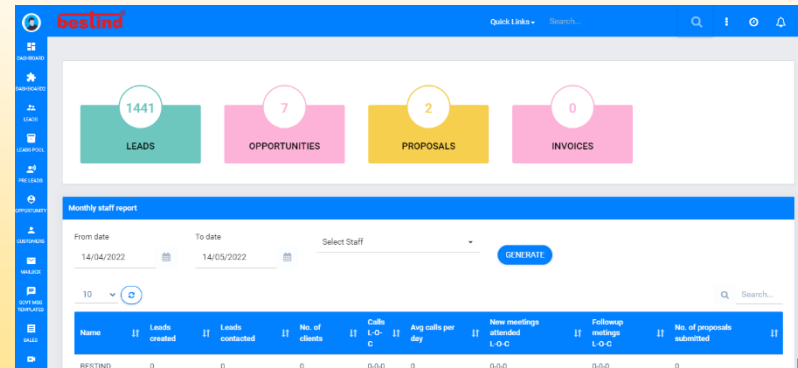 bestind
Quick Links
Search...
DASHBOARD
DASHBOARD2
LEADS
LEADS POOL
PRE LEADS
OPPORTUNITY
CUSTOMERS
MAILBOX
GOVT MSG
TEMPLATES
SALES
1441
LEADS
7
OPPORTUNITIES
2
PROPOSALS
0
INVOICES
Monthly staff report
From date
To date
14/04/2022
14/05/2022
Select Staff
GENERATE
10
Search...
Name
Leads
created
Leads
contacted
No. of
clients
Calls
L-O-
C
Avg calls per
day
New meetings
attended
L-O-C
Followup
metings
L-O-C
No. of proposals
submitted
BESTIND 0 0 0 0-0-0 0 0-0-0 0-0-0 0